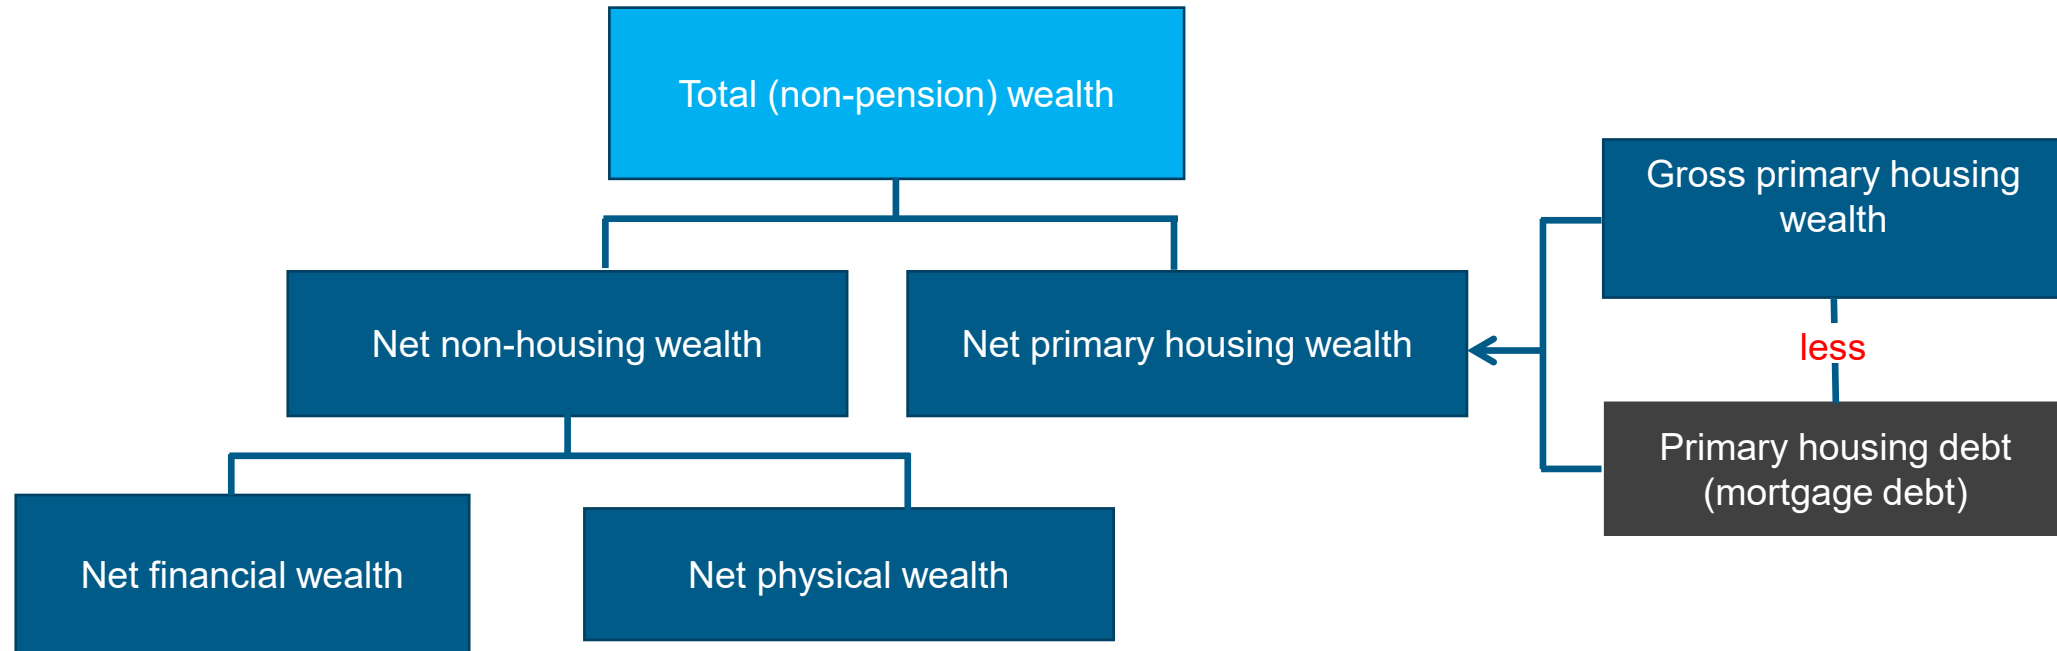 Total (non-pension) wealth
Gross primary housing
wealth
Net non-housing wealth
Net primary housing wealth
less
Primary housing debt
(mortgage debt)
Net financial wealth
Net physical wealth